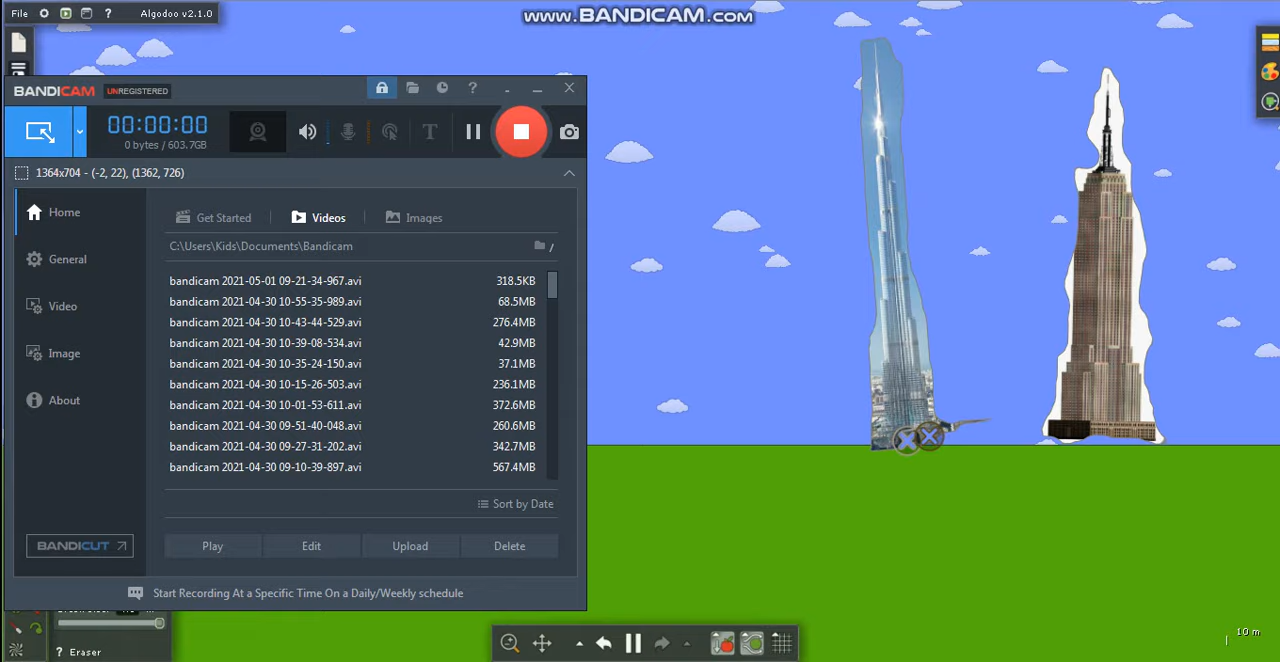 File ? Algodoo v2.1.0
www.BANDICAM.com
BANDICAM UNREGISTERED
?
00:00:00
0 bytes / 603.7GB
T
1364x704 - (-2, 22), (1362, 726)
Home
General
Video
Image
About
BANDICUT
Get Started
Videos
Images
C:\Users\Kids\Documents\Bandicam
/
bandicam 2021-05-01 09-21-34-967.avi 318.5KB
bandicam 2021-04-30 10-55-35-989.avi 68.5MB
bandicam 2021-04-30 10-43-44-529.avi 276.4MB
bandicam 2021-04-30 10-39-08-534.avi 42.9MB
bandicam 2021-04-30 10-35-24-150.avi 37.1MB
bandicam 2021-04-30 10-15-26-503.avi 236.1MB
bandicam 2021-04-30 10-01-53-611.avi 372.6MB
bandicam 2021-04-30 09-51-40-048.avi 260.6MB
bandicam 2021-04-30 09-27-31-202.avi 342.7MB
bandicam 2021-04-30 09-10-39-897.avi 567.4MB
Sort by Date
Play Edit Upload Delete
Start Recording At a Specific Time On a Daily/Weekly schedule
? Eraser
10 m